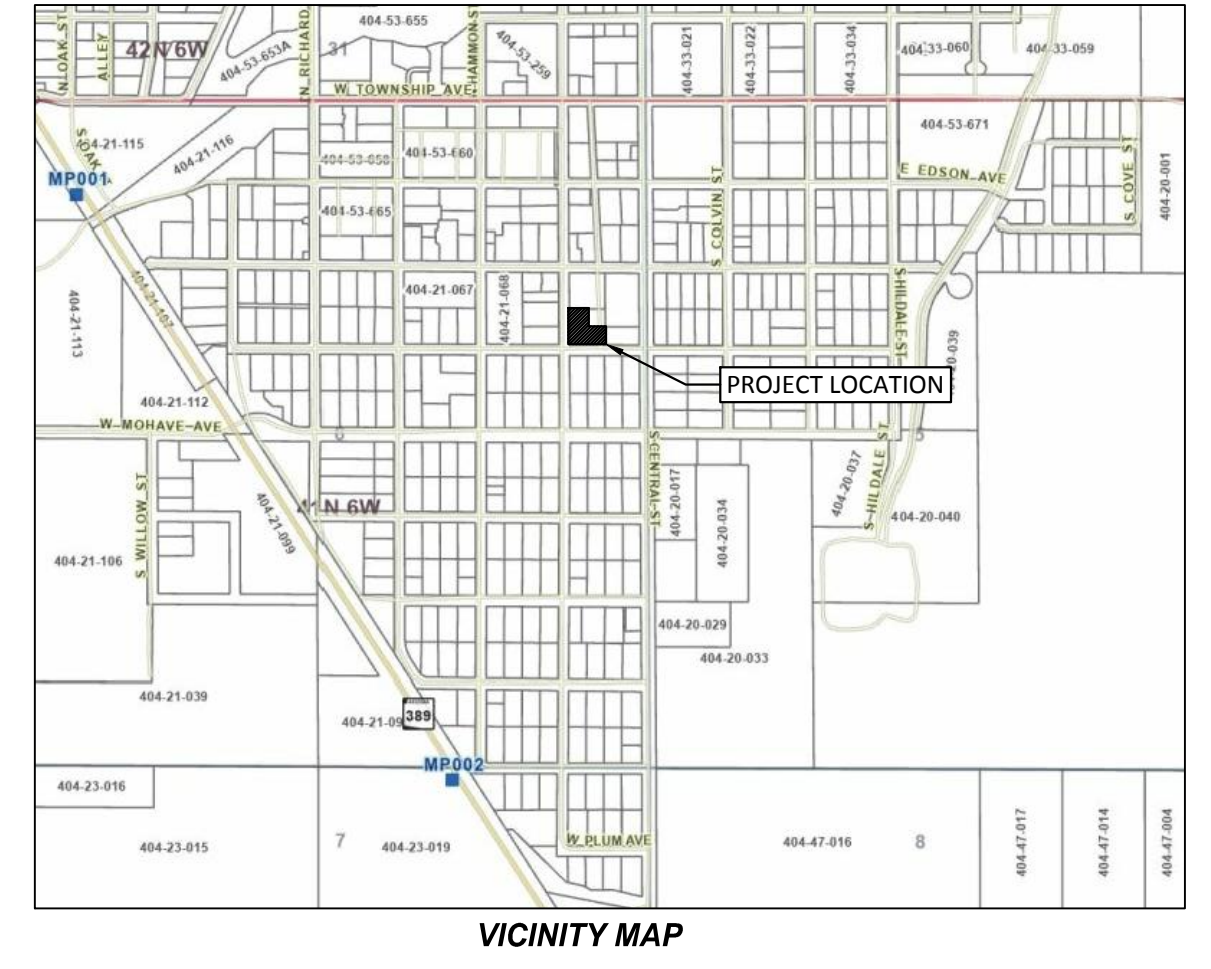 404-53-655
N OAK ST
ALLEY
42N 6W
404-53-653A
31
N RICHARD
HAMMON ST
404-53-259
404-33-021
404-33-022
404-33-034
404-33-060
404-33-059
W TOWNSHIP AVE
S OAK
404-21-115
404-21-116
404-53-658
404-53-660
404-53-671
MP001
E EDSON AVE
S COLVIN ST
S COVE ST
404-20-001
404-53-665
404-21-107
404-21-113
404-21-067
404-21-068
S HILDALE ST
20-039
PROJECT LOCATION
404-21-112
W MOHAVE AVE
6
5
S CENTRAL ST
404-20-017
404-20-034
404-20-037
S HILDALE ST
404-20-040
S WILLOW ST
404-21-099
41N 6W
404-21-106
404-20-029
404-20-033
404-21-039
404-21-09
389
MP002
404-23-016
404-23-015
7
404-23-019
W PLUM AVE
404-47-016
8
404-47-017
404-47-014
404-47-004
VICINITY MAP